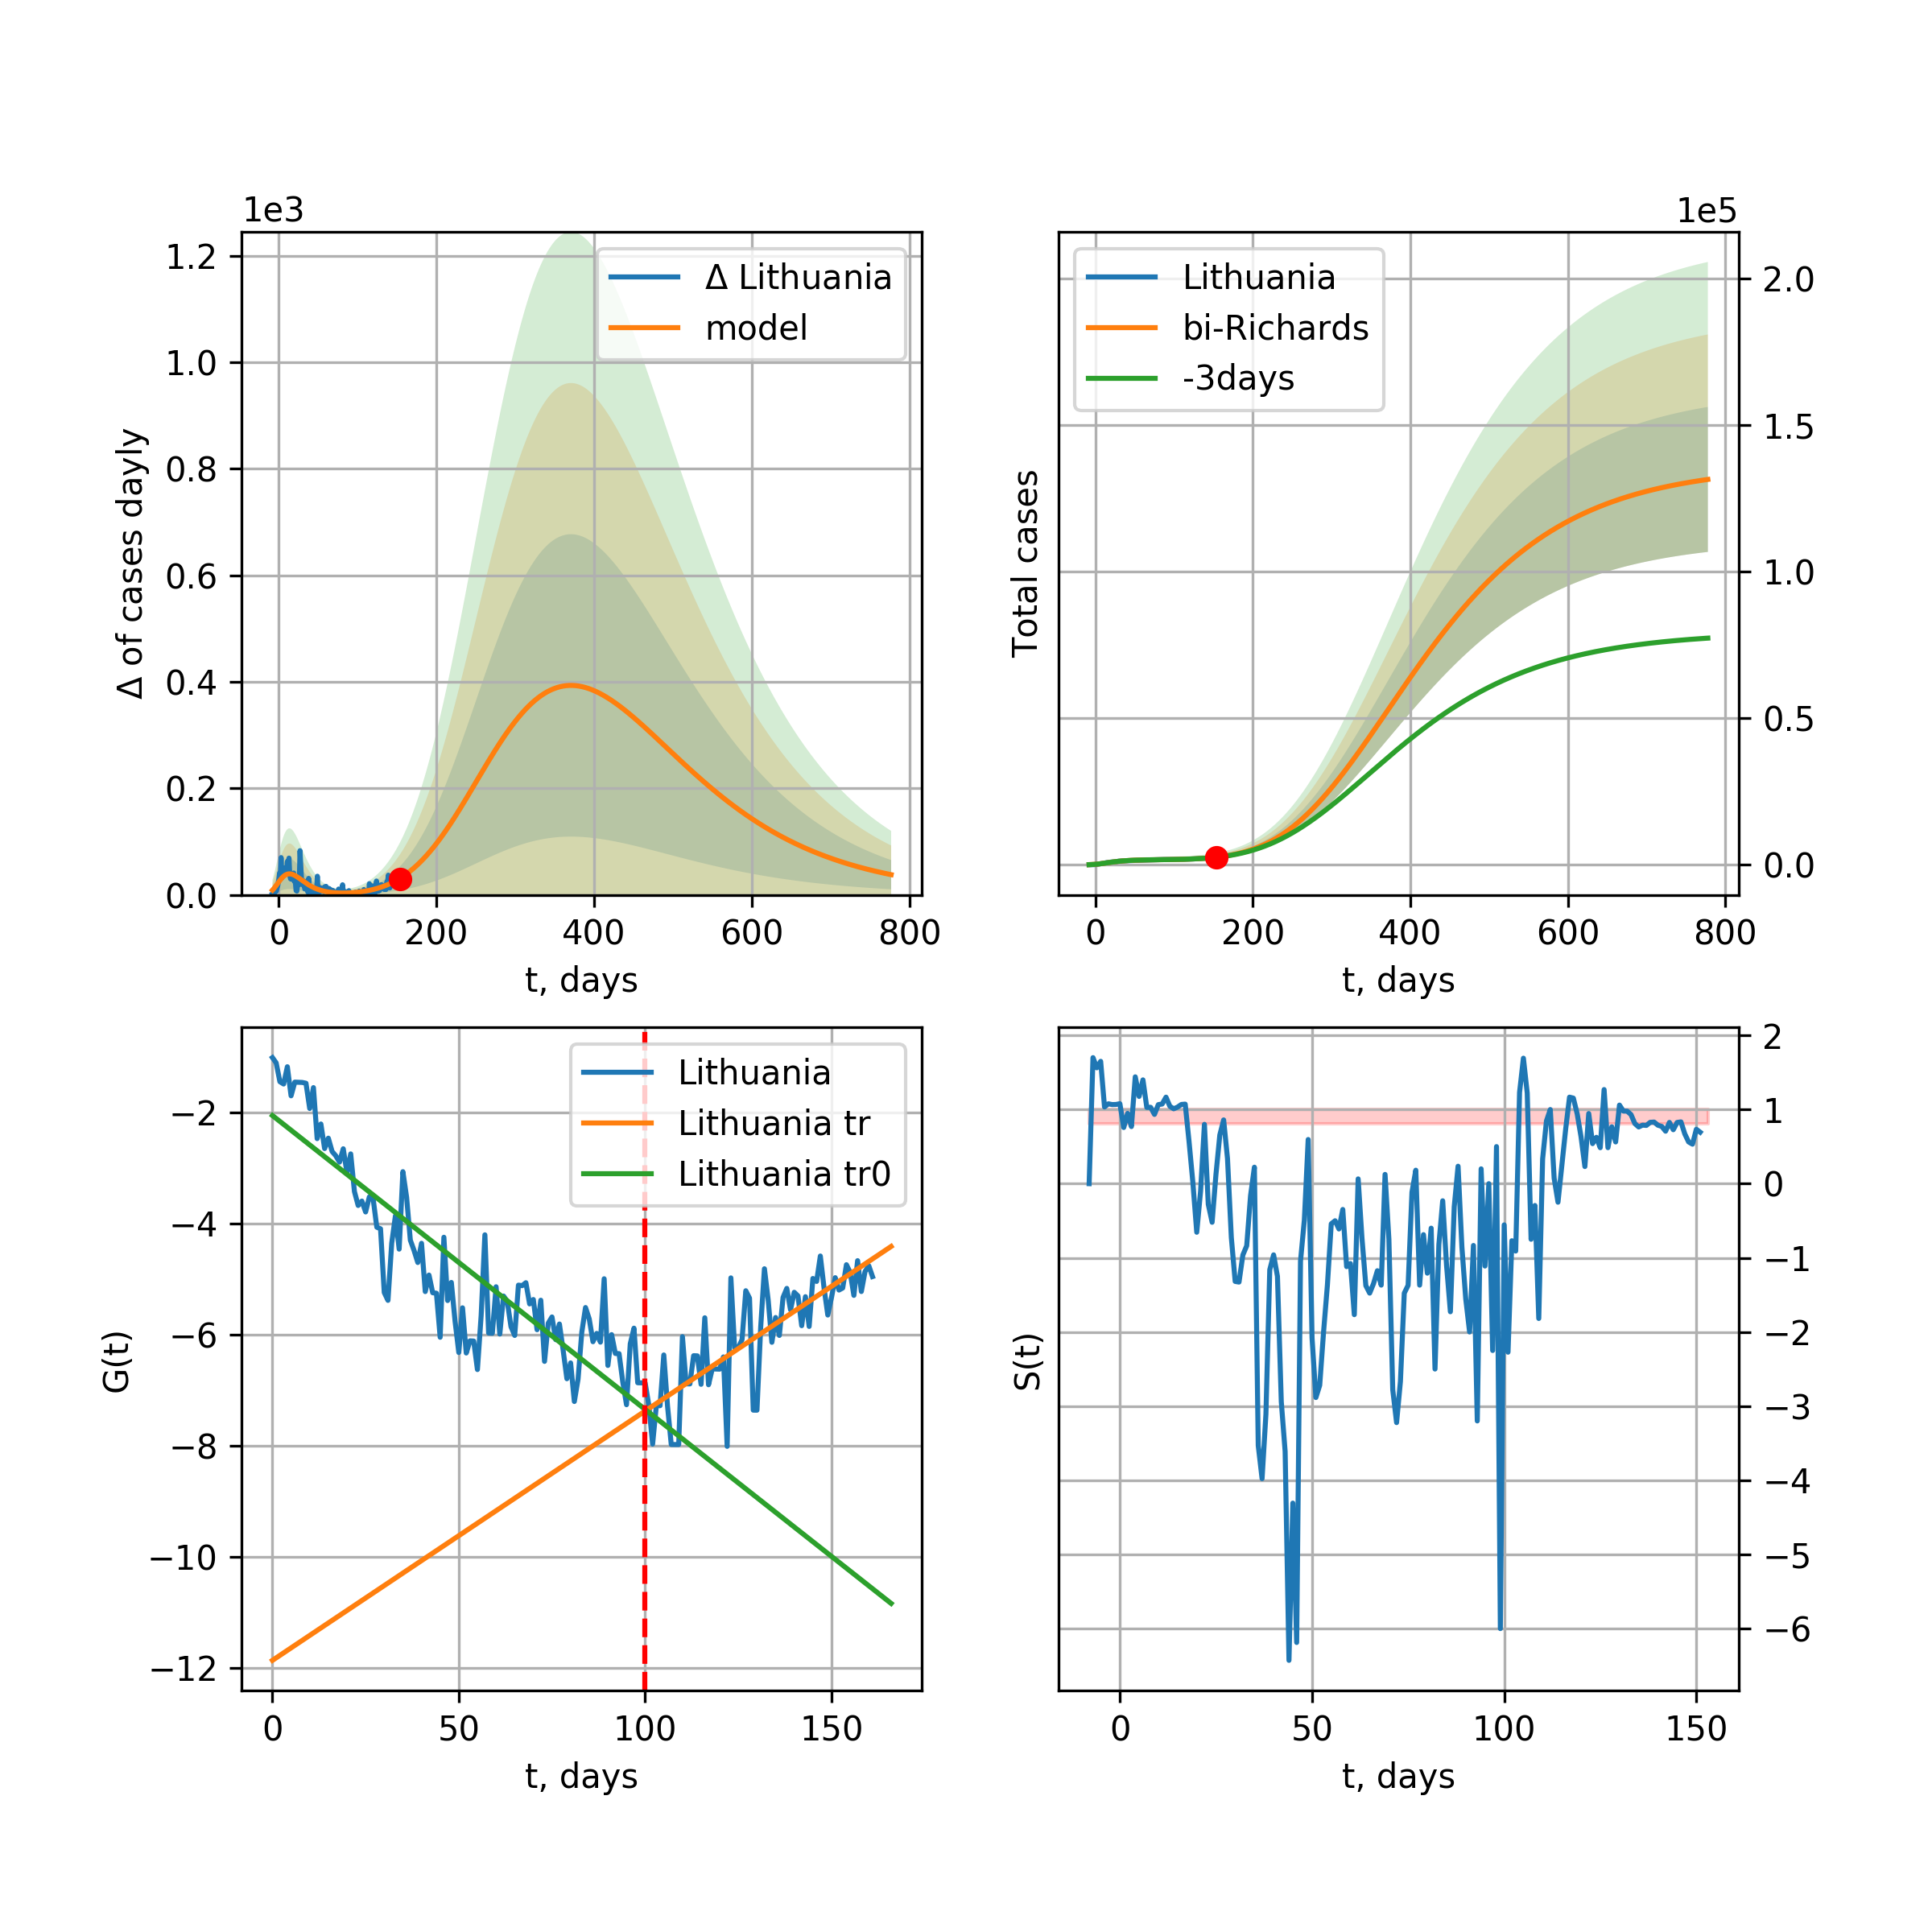 1e3
1.2
1.0
0.8
0.6
0.4
0.2
0.0
Δ of cases dayly
Δ Lithuania
model
0 200 400 600 800
t, days
1e5
2.0
1.5
1.0
0.5
0.0
Total cases
Lithuania
bi-Richards
-3days
0 200 400 600 800
t, days
−2
−4
−6
−8
−10
−12
G(t)
Lithuania
Lithuania tr
Lithuania tr0
0 50 100 150
t, days
2
1
0
−1
−2
−3
−4
−5
−6
S(t)
0 50 100 150
t, days